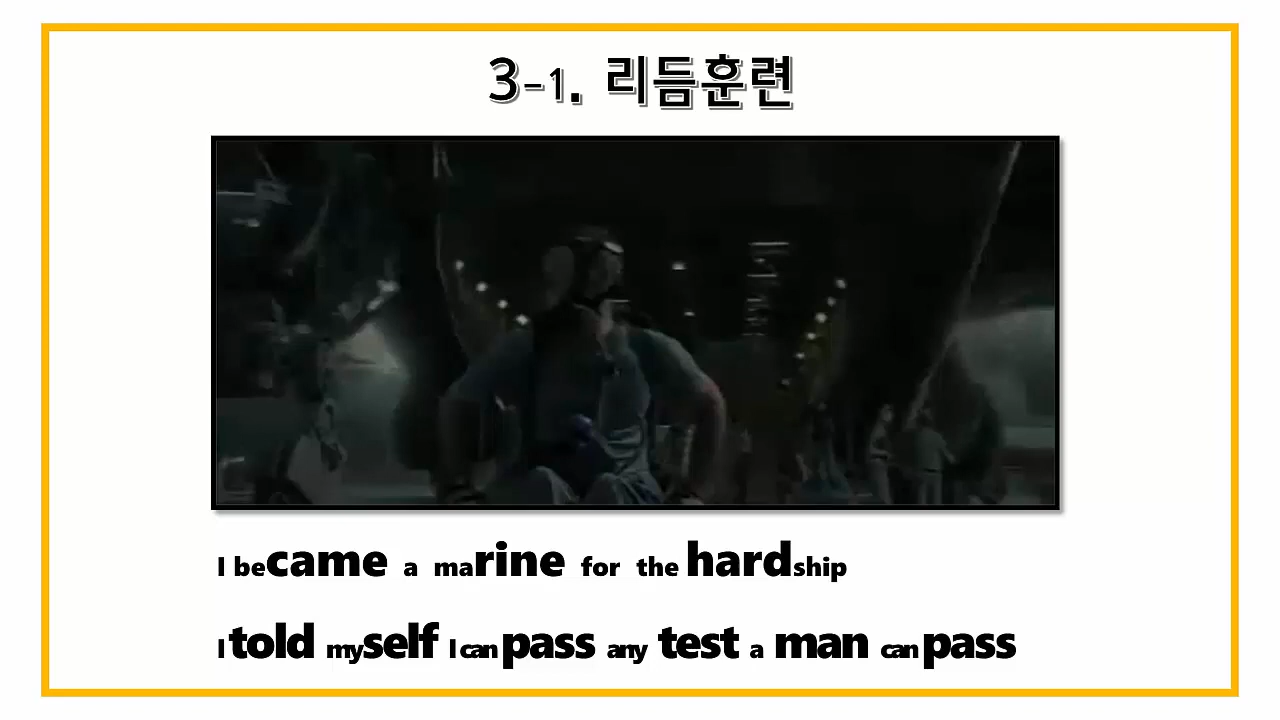 3-1. 리듬훈련
I became a marine for the hardship
I told myself I can pass any test a man can pass